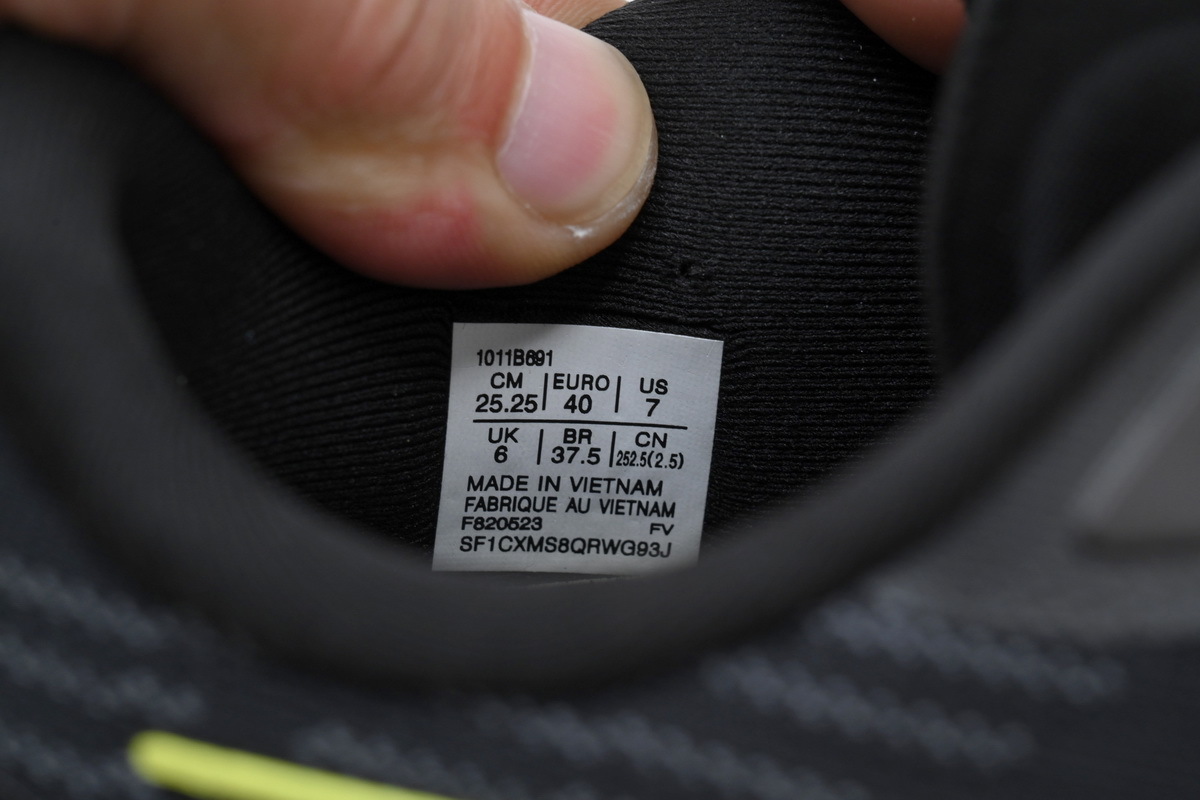 1011B691
CM | EURO | US
25.25 | 40 | 7
UK | BR | CN
6 | 37.5 | 252.5(2.5)
MADE IN VIETNAM
FABRIQUE AU VIETNAM
F820523 FV
SF1CXMS8QRWG93J